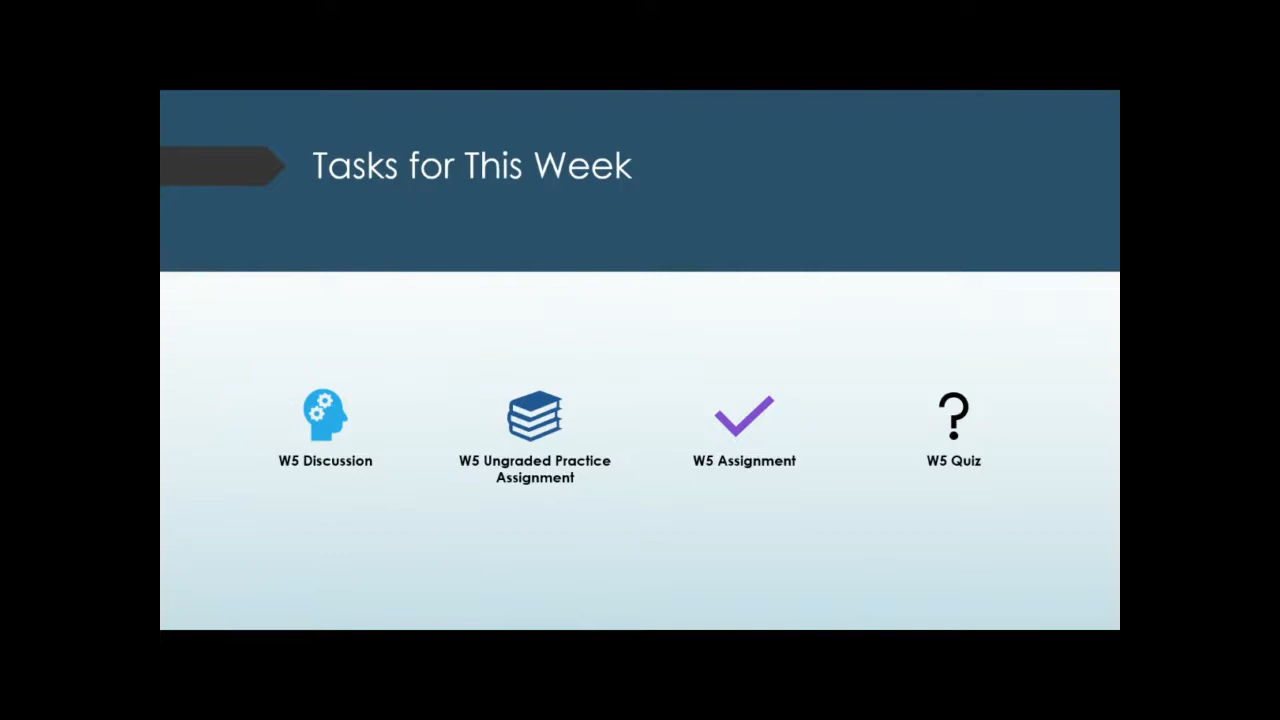 Tasks for This Week
W5 Discussion
W5 Ungraded Practice
Assignment
W5 Assignment
W5 Quiz